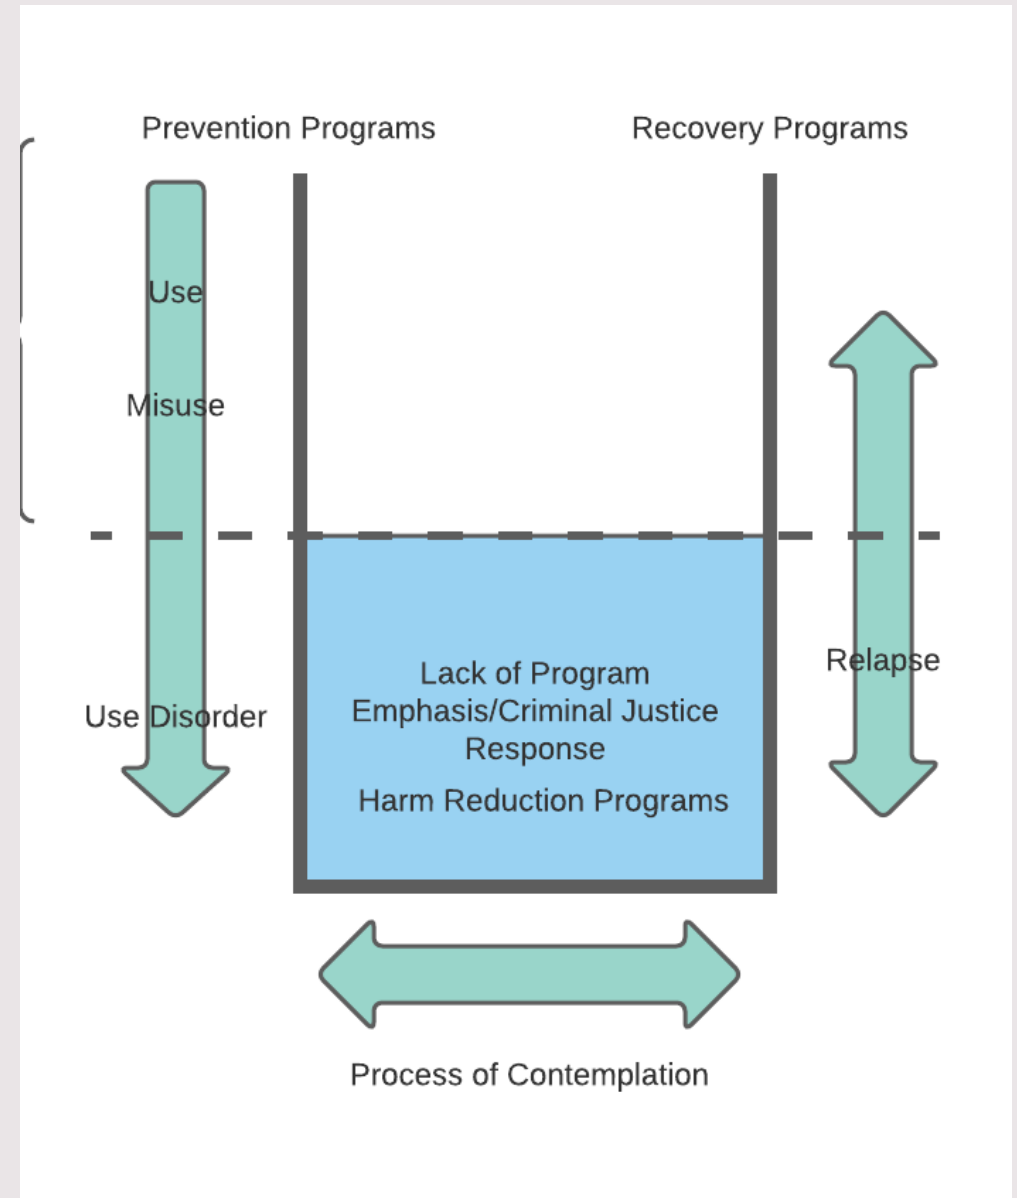 Prevention Programs
Recovery Programs
Use
Misuse
Use Disorder
Lack of Program
Emphasis/Criminal Justice
Response
Harm Reduction Programs
Relapse
Process of Contemplation